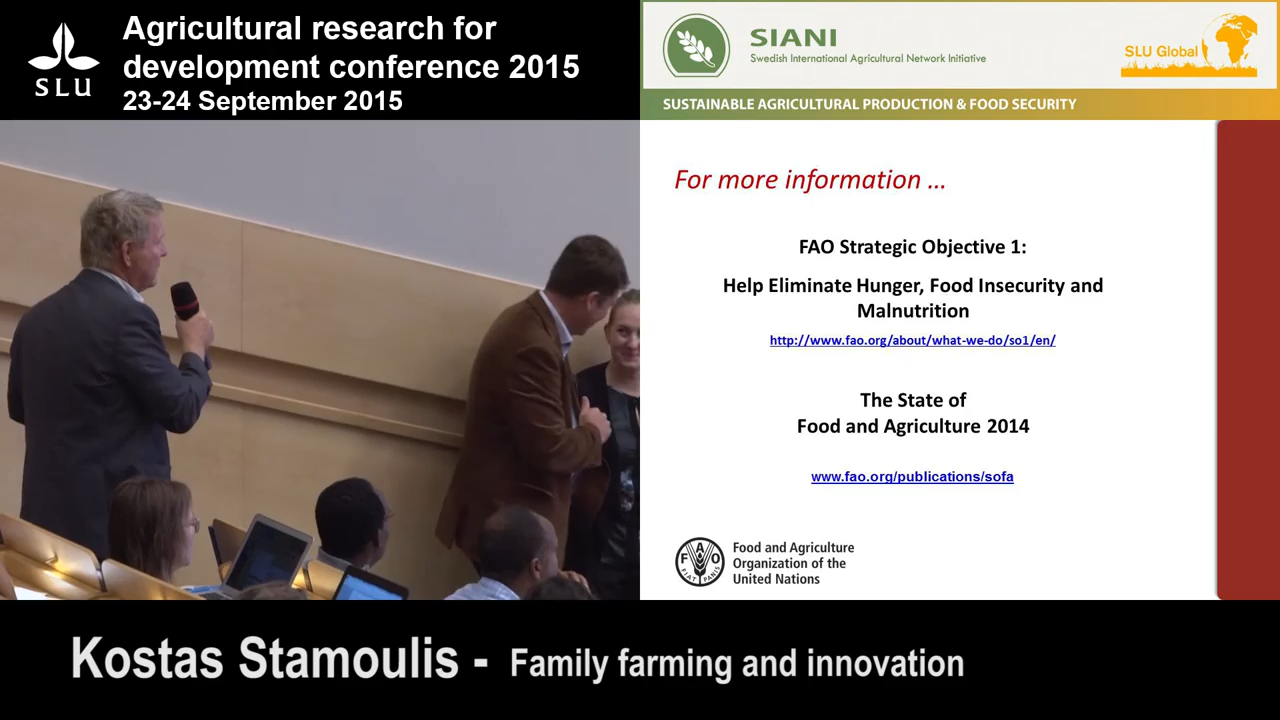 SLU
Agricultural research for
development conference 2015
23-24 September 2015
SIANI
Swedish International Agricultural Network Initiative
SLU Global
SUSTAINABLE AGRICULTURAL PRODUCTION & FOOD SECURITY
For more information ...
FAO Strategic Objective 1:
Help Eliminate Hunger, Food Insecurity and
Malnutrition
http://www.fao.org/about/what-we-do/so1/en/
The State of
Food and Agriculture 2014
www.fao.org/publications/sofa
FAO
FIAT PANIS
Food and Agriculture
Organization of the
United Nations
Kostas Stamoulis - Family farming and innovation